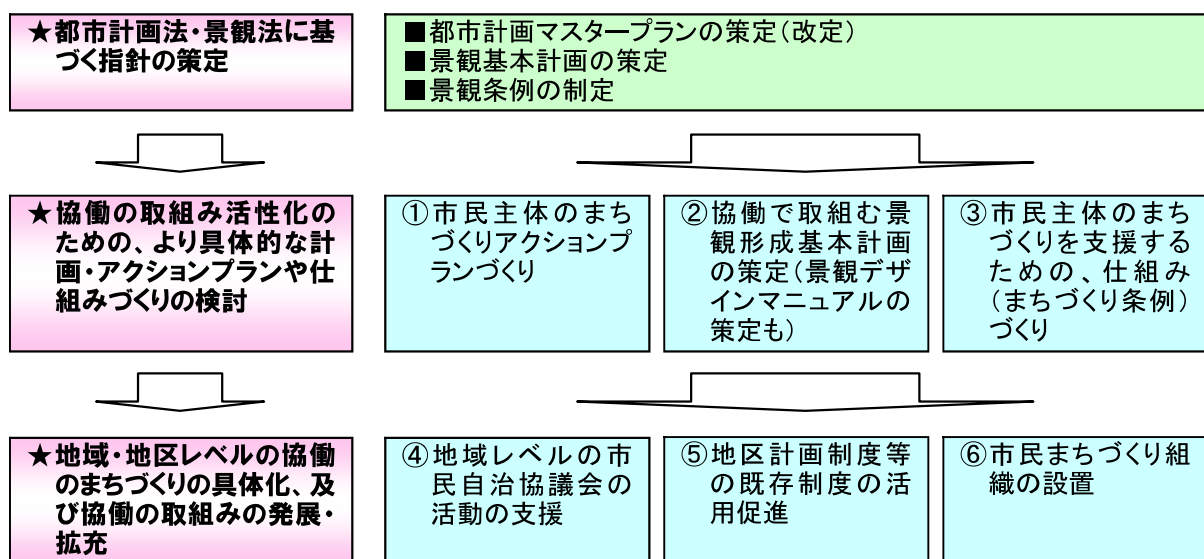 ★都市計画法・景観法に基
づく指針の策定
■都市計画マスタープランの策定(改定)
■景観基本計画の策定
■景観条例の制定
★協働の取組み活性化の
ための、より具体的な計
画・アクションプランや仕
組みづくりの検討
①市民主体のまち
づくりアクションプ
ランづくり
②協働で取組む景
観形成基本計画
の策定(景観デザ
インマニュアルの
策定も)
③市民主体のまち
づくりを支援する
ための、仕組み
(まちづくり条例)
づくり
★地域・地区レベルの協働
のまちづくりの具体化、及
び協働の取組みの発展・
拡充
④地域レベルの市
民自治協議会の
活動の支援
⑤地区計画制度等
の既存制度の活
用促進
⑥市民まちづくり組
織の設置